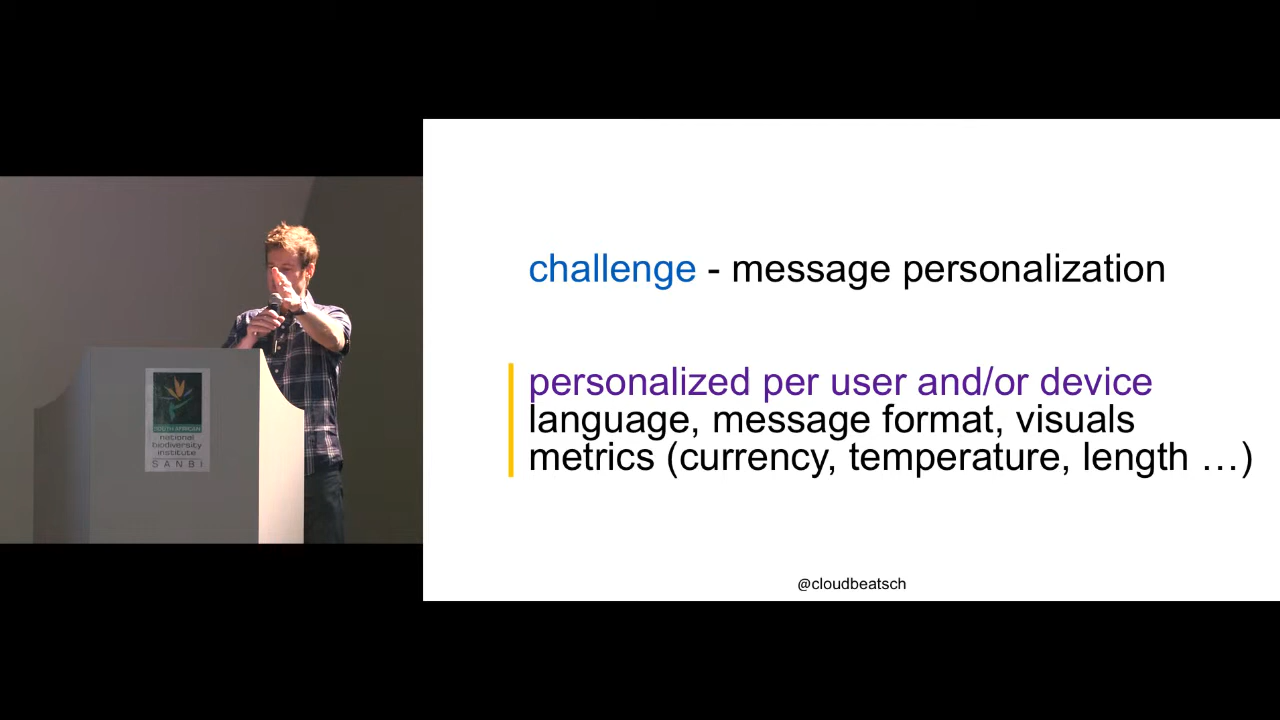 SOUTH AFRICAN
national
biodiversity
institute
SANBI
challenge - message personalization
personalized per user and/or device
language, message format, visuals
metrics (currency, temperature, length …)
@cloudbeatsch